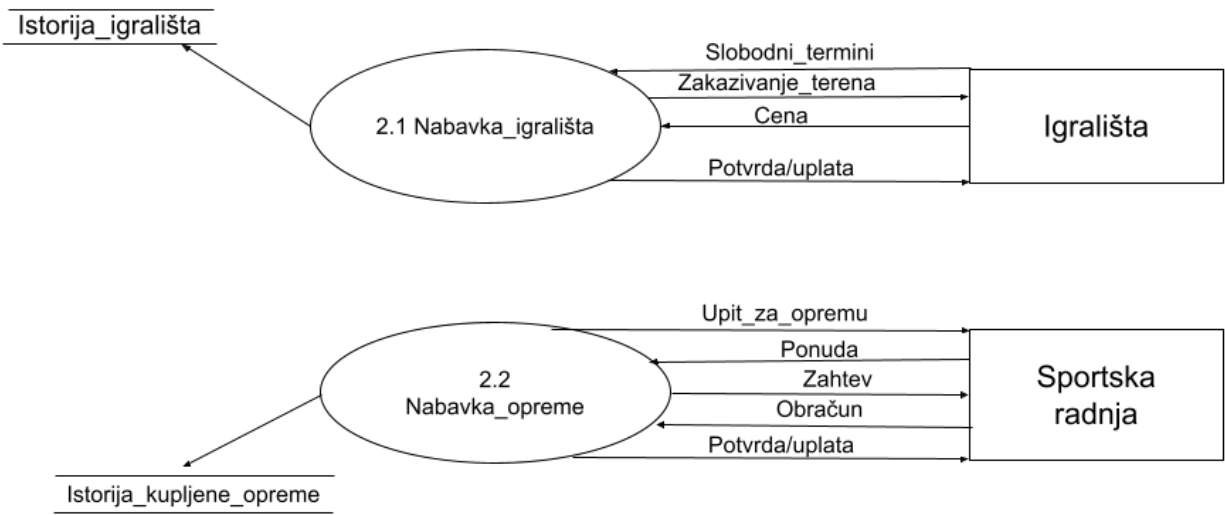 Istorija_igrališta
Slobodni_termini
Zakazivanje_terena
2.1 Nabavka_igrališta
Cena
Igrališta
Potvrda/uplata
Upit_za_opremu
Ponuda
2.2
Nabavka_opreme
Zahtev
Sportska
radnja
Obračun
Potvrda/uplata
Istorija_kupljene_opreme